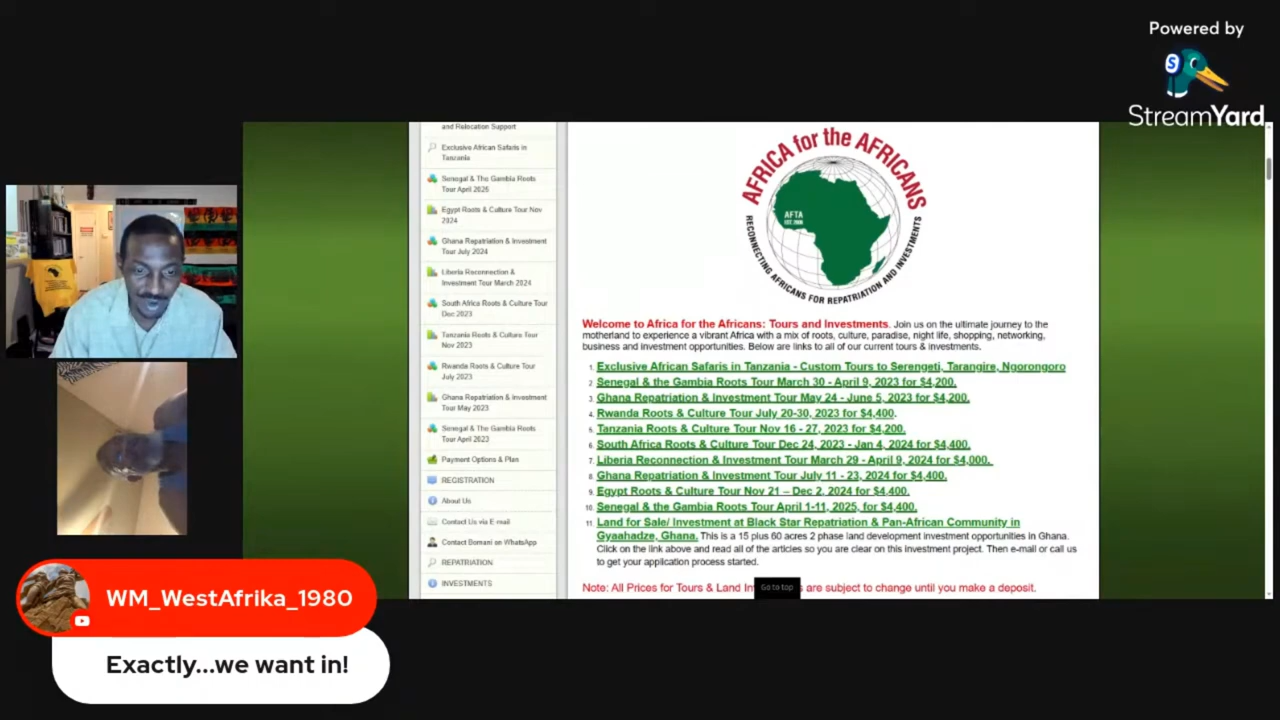 Powered by
StreamYard
and Relocation Support
Exclusive African Safaris in
Tanzania
Senegal & The Gambia Roots
Tour April 2025
Egypt Roots & Culture Tour Nov
2024
Ghana Repatriation & Investment
Tour July 2024
Liberia Reconnection &
Investment Tour March 2024
South Africa Roots & Culture Tour
Dec 2023
Tanzania Roots & Culture Tour
Nov 2023
Rwanda Roots & Culture Tour
July 2023
Ghana Repatriation & Investment
Tour May 2023
Senegal & The Gambia Roots
Tour April 2023
Payment Options & Plan
REGISTRATION
About Us
Contact Us via E-mail
Contact Bomani on WhatsApp
REPATRIATION
INVESTMENTS
AFRICA for the AFRICANS
AFTA
RECONNECTING AFRICANS FOR REPATRIATION AND INVESTMENTS
Welcome to Africa for the Africans: Tours and Investments. Join us on the ultimate journey to the
motherland to experience a vibrant Africa with a mix of roots, culture, paradise, night life, shopping, networking,
business and investment opportunities. Below are links to all of our current tours & investments.
1. Exclusive African Safaris in Tanzania - Custom Tours to Serengeti, Tarangire, Ngorongoro
2. Senegal & the Gambia Roots Tour March 30 - April 9, 2023 for $4,200.
3. Ghana Repatriation & Investment Tour May 24 - June 5, 2023 for $4,200.
4. Rwanda Roots & Culture Tour July 20-30, 2023 for $4,400.
5. Tanzania Roots & Culture Tour Nov 16 - 27, 2023 for $4,200.
6. South Africa Roots & Culture Tour Dec 24, 2023 - Jan 4, 2024 for $4,400.
7. Liberia Reconnection & Investment Tour March 29 - April 9, 2024 for $4,000.
8. Ghana Repatriation & Investment Tour July 11 - 23, 2024 for $4,400.
9. Egypt Roots & Culture Tour Nov 21 – Dec 2, 2024 for $4,400.
10. Senegal & the Gambia Roots Tour April 1-11, 2025, for $4,400.
11. Land for Sale/ Investment at Black Star Repatriation & Pan-African Community in
Gyaahadze, Ghana. This is a 15 plus 60 acres 2 phase land development investment opportunities in Ghana.
Click on the link above and read all of the articles so you are clear on this investment project. Then e-mail or call us
to get your application process started.
Note: All Prices for Tours & Land In are subject to change until you make a deposit.
Go to top
WM_WestAfrika_1980
Exactly...we want in!